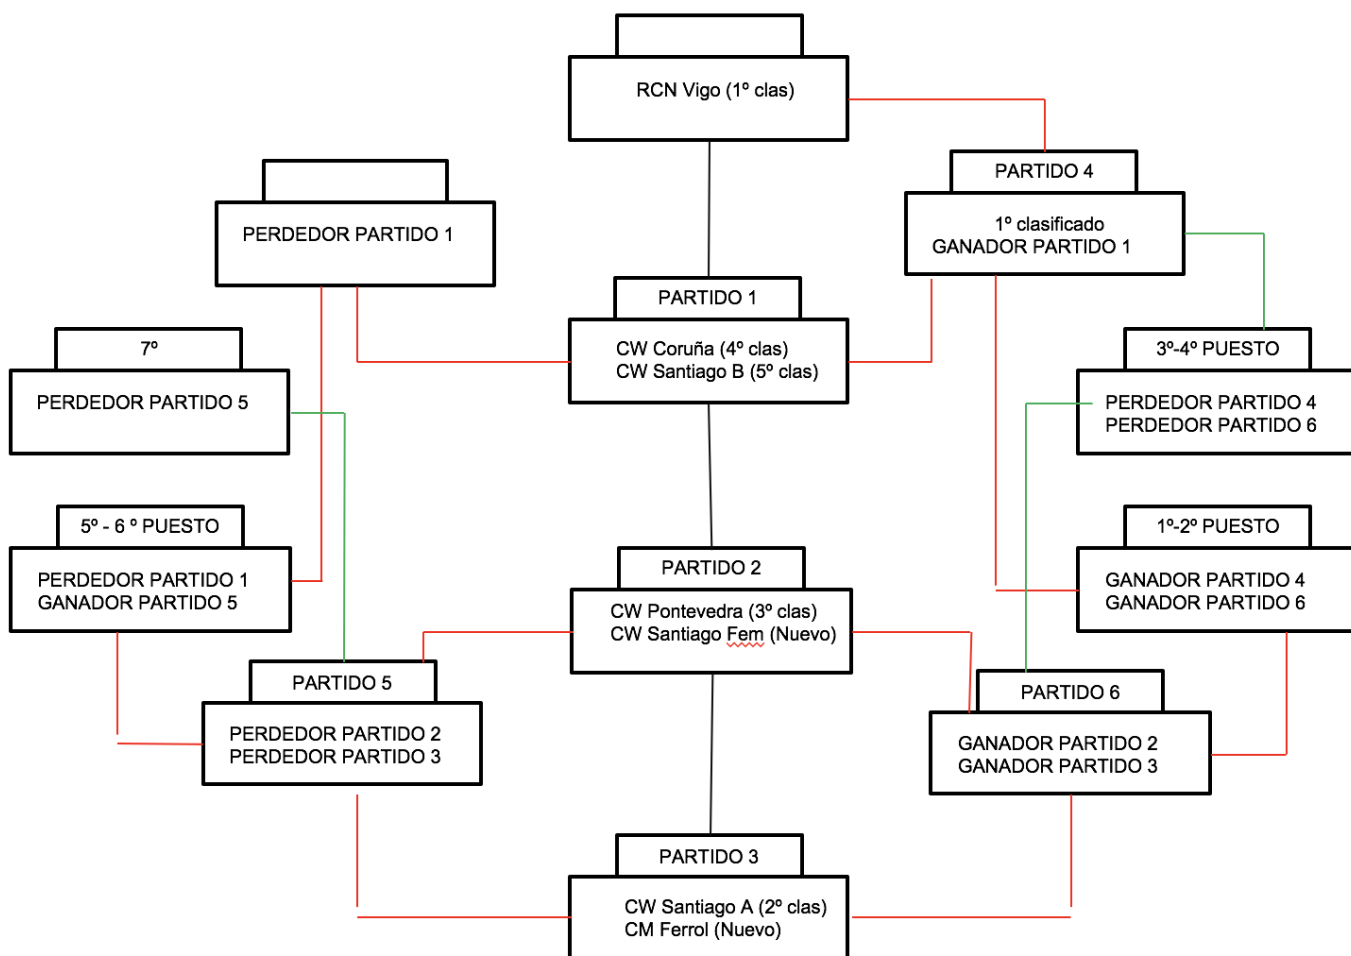 RCN Vigo (1º clas)
PARTIDO 4
1º clasificado
GANADOR PARTIDO 1
PERDEDOR PARTIDO 1
PARTIDO 1
CW Coruña (4º clas)
CW Santiago B (5º clas)
7º
PERDEDOR PARTIDO 5
3º-4º PUESTO
PERDEDOR PARTIDO 4
PERDEDOR PARTIDO 6
5º - 6 º PUESTO
PERDEDOR PARTIDO 1
GANADOR PARTIDO 5
1º-2º PUESTO
GANADOR PARTIDO 4
GANADOR PARTIDO 6
PARTIDO 2
CW Pontevedra (3º clas)
CW Santiago Fem (Nuevo)
PARTIDO 5
PERDEDOR PARTIDO 2
PERDEDOR PARTIDO 3
PARTIDO 6
GANADOR PARTIDO 2
GANADOR PARTIDO 3
PARTIDO 3
CW Santiago A (2º clas)
CM Ferrol (Nuevo)